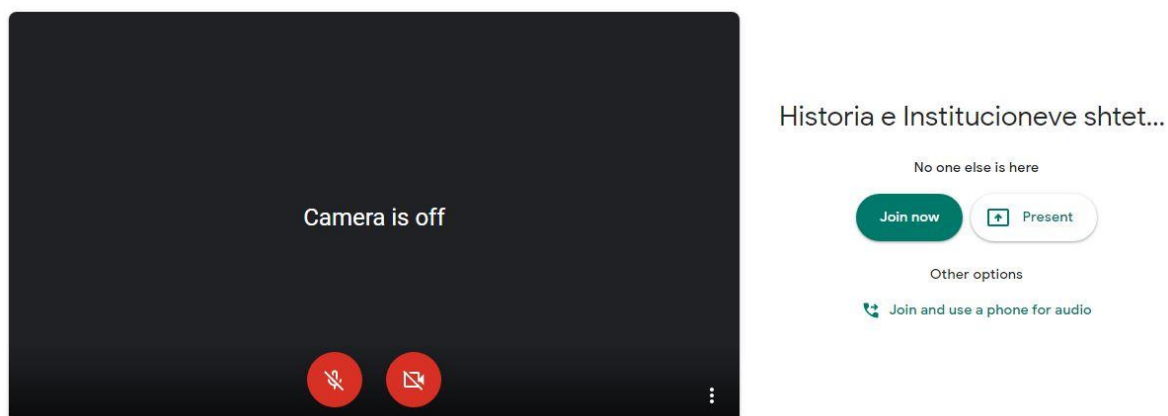 Camera is off
Historia e Institucioneve shtet...
No one else is here
Join now
Present
Other options
Join and use a phone for audio